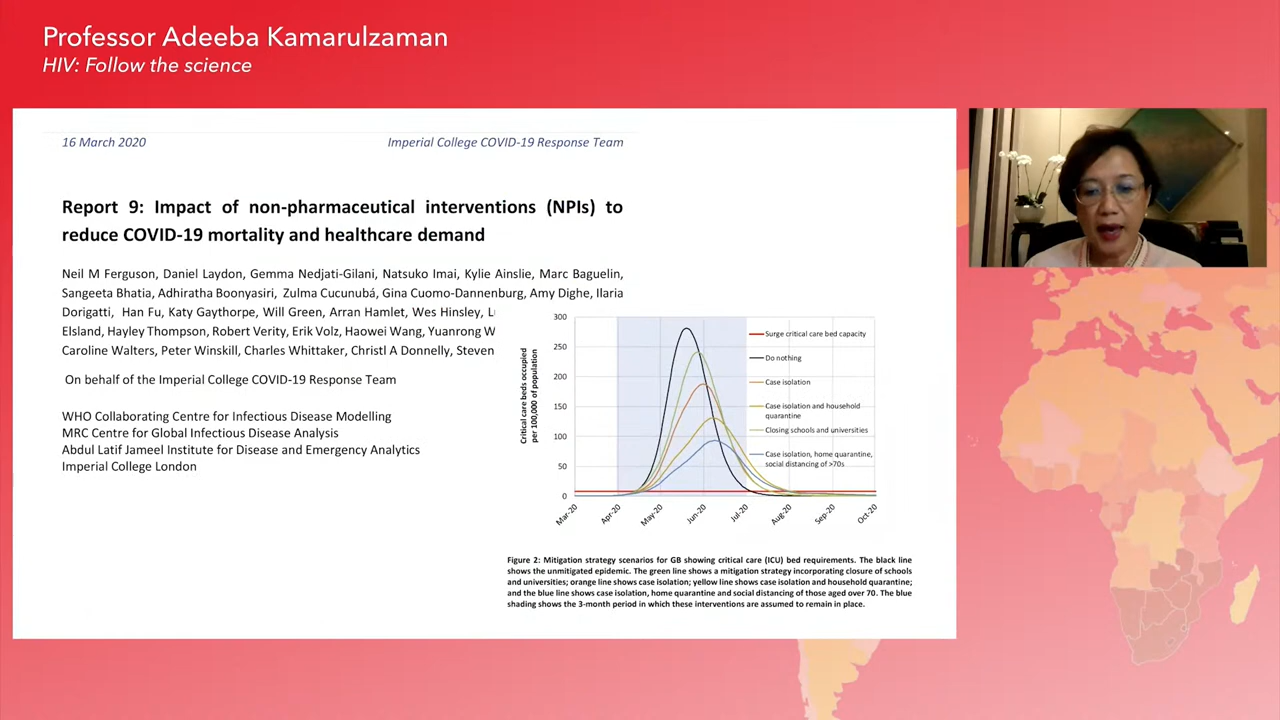 Professor Adeeba Kamarulzaman
HIV: Follow the science
16 March 2020
Imperial College COVID-19 Response Team
Report 9: Impact of non-pharmaceutical interventions (NPIs) to
reduce COVID-19 mortality and healthcare demand
Neil M Ferguson, Daniel Laydon, Gemma Nedjati-Gilani, Natsuko Imai, Kylie Ainslie, Marc Baguelin,
Sangeeta Bhatia, Adhiratha Boonyasiri, Zulma Cucunubá, Gina Cuomo-Dannenburg, Amy Dighe, Ilaria
Dorigatti, Han Fu, Katy Gaythorpe, Will Green, Arran Hamlet, Wes Hinsley,
Elsland, Hayley Thompson, Robert Verity, Erik Volz, Haowei Wang, Yuanrong W
Caroline Walters, Peter Winskill, Charles Whittaker, Christl A Donnelly, Steven
On behalf of the Imperial College COVID-19 Response Team
WHO Collaborating Centre for Infectious Disease Modelling
MRC Centre for Global Infectious Disease Analysis
Abdul Latif Jameel Institute for Disease and Emergency Analytics
Imperial College London
Critical care beds occupied
per 100,000 of population
300
250
200
150
100
50
0
Mar-20
Apr-20
May-20
Jun-20
Jul-20
Aug-20
Sep-20
Oct-20
Surge critical care bed capacity
Do nothing
Case isolation
Case isolation and household
quarantine
Closing schools and universities
Case isolation, home quarantine,
social distancing of >70s
Figure 2: Mitigation strategy scenarios for GB showing critical care (ICU) bed requirements. The black line
shows the unmitigated epidemic. The green line shows a mitigation strategy incorporating closure of schools
and universities; orange line shows case isolation; yellow line shows case isolation and household quarantine;
and the blue line shows case isolation, home quarantine and social distancing of those aged over 70. The blue
shading shows the 3-month period in which these interventions are assumed to remain in place.